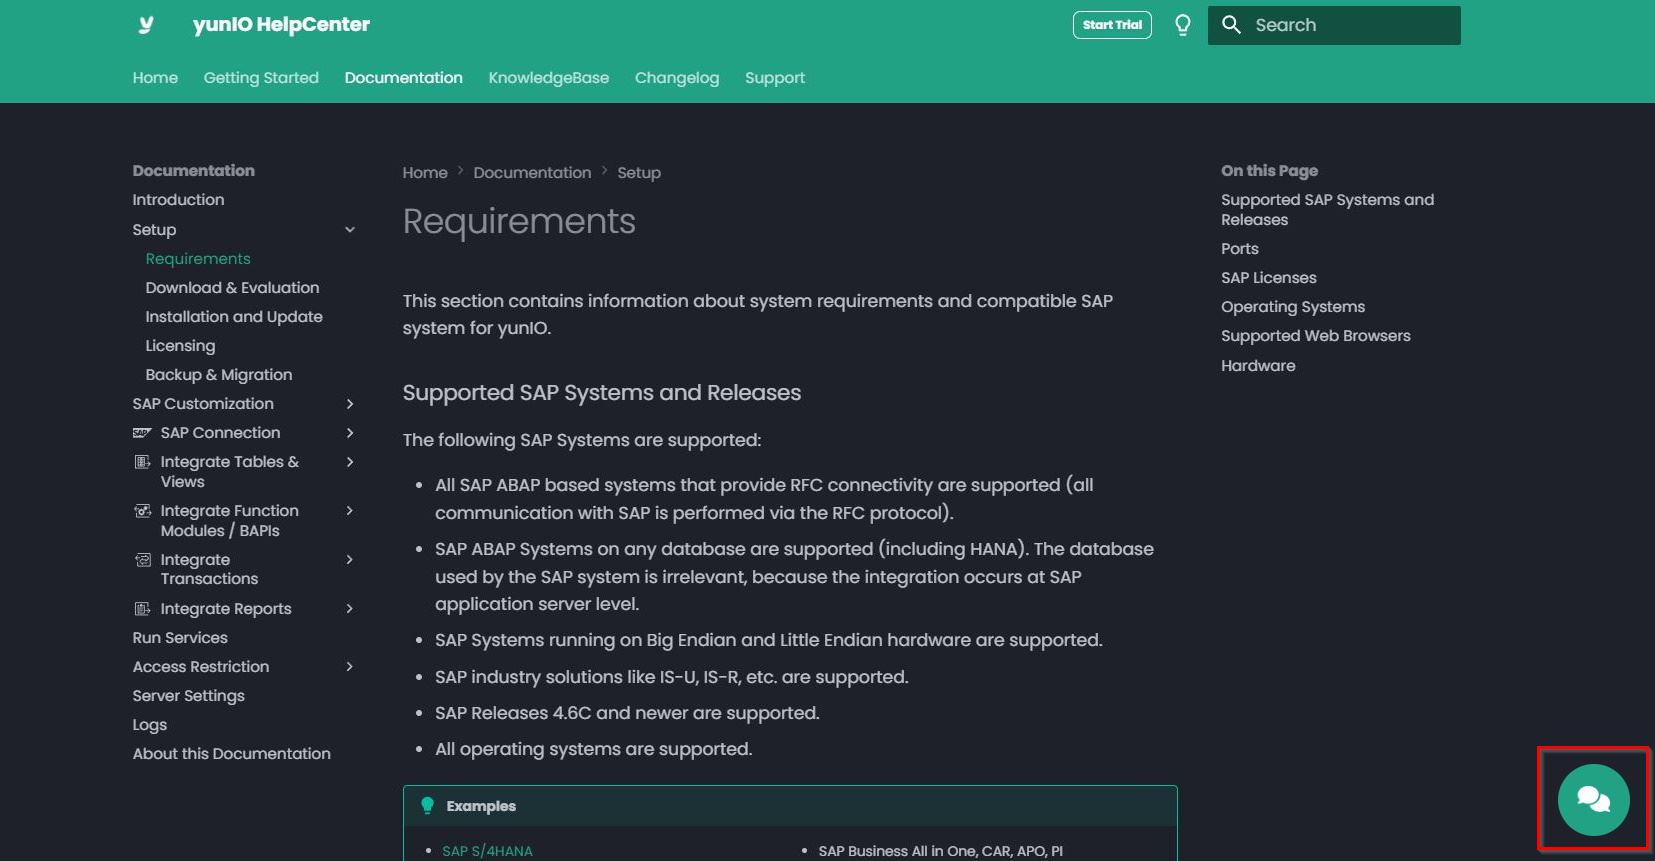 yunIO HelpCenter
Start Trial
Search
Home
Getting Started
Documentation
KnowledgeBase
Changelog
Support
Documentation
Introduction
Setup
Requirements
Download & Evaluation
Installation and Update
Licensing
Backup & Migration
SAP Customization
SAP
SAP Connection
Integrate Tables &
Views
Integrate Function
Modules / BAPIs
Integrate
Transactions
Integrate Reports
Run Services
Access Restriction
Server Settings
Logs
About this Documentation
Home > Documentation > Setup
Requirements
This section contains information about system requirements and compatible SAP
system for yunIO.
Supported SAP Systems and Releases
The following SAP Systems are supported:
• All SAP ABAP based systems that provide RFC connectivity are supported (all
communication with SAP is performed via the RFC protocol).
• SAP ABAP Systems on any database are supported (including HANA). The database
used by the SAP system is irrelevant, because the integration occurs at SAP
application server level.
• SAP Systems running on Big Endian and Little Endian hardware are supported.
• SAP industry solutions like IS-U, IS-R, etc. are supported.
• SAP Releases 4.6C and newer are supported.
• All operating systems are supported.
Examples
• SAP S/4HANA
• SAP Business All in One, CAR, APO, PI
On this Page
Supported SAP Systems and
Releases
Ports
SAP Licenses
Operating Systems
Supported Web Browsers
Hardware